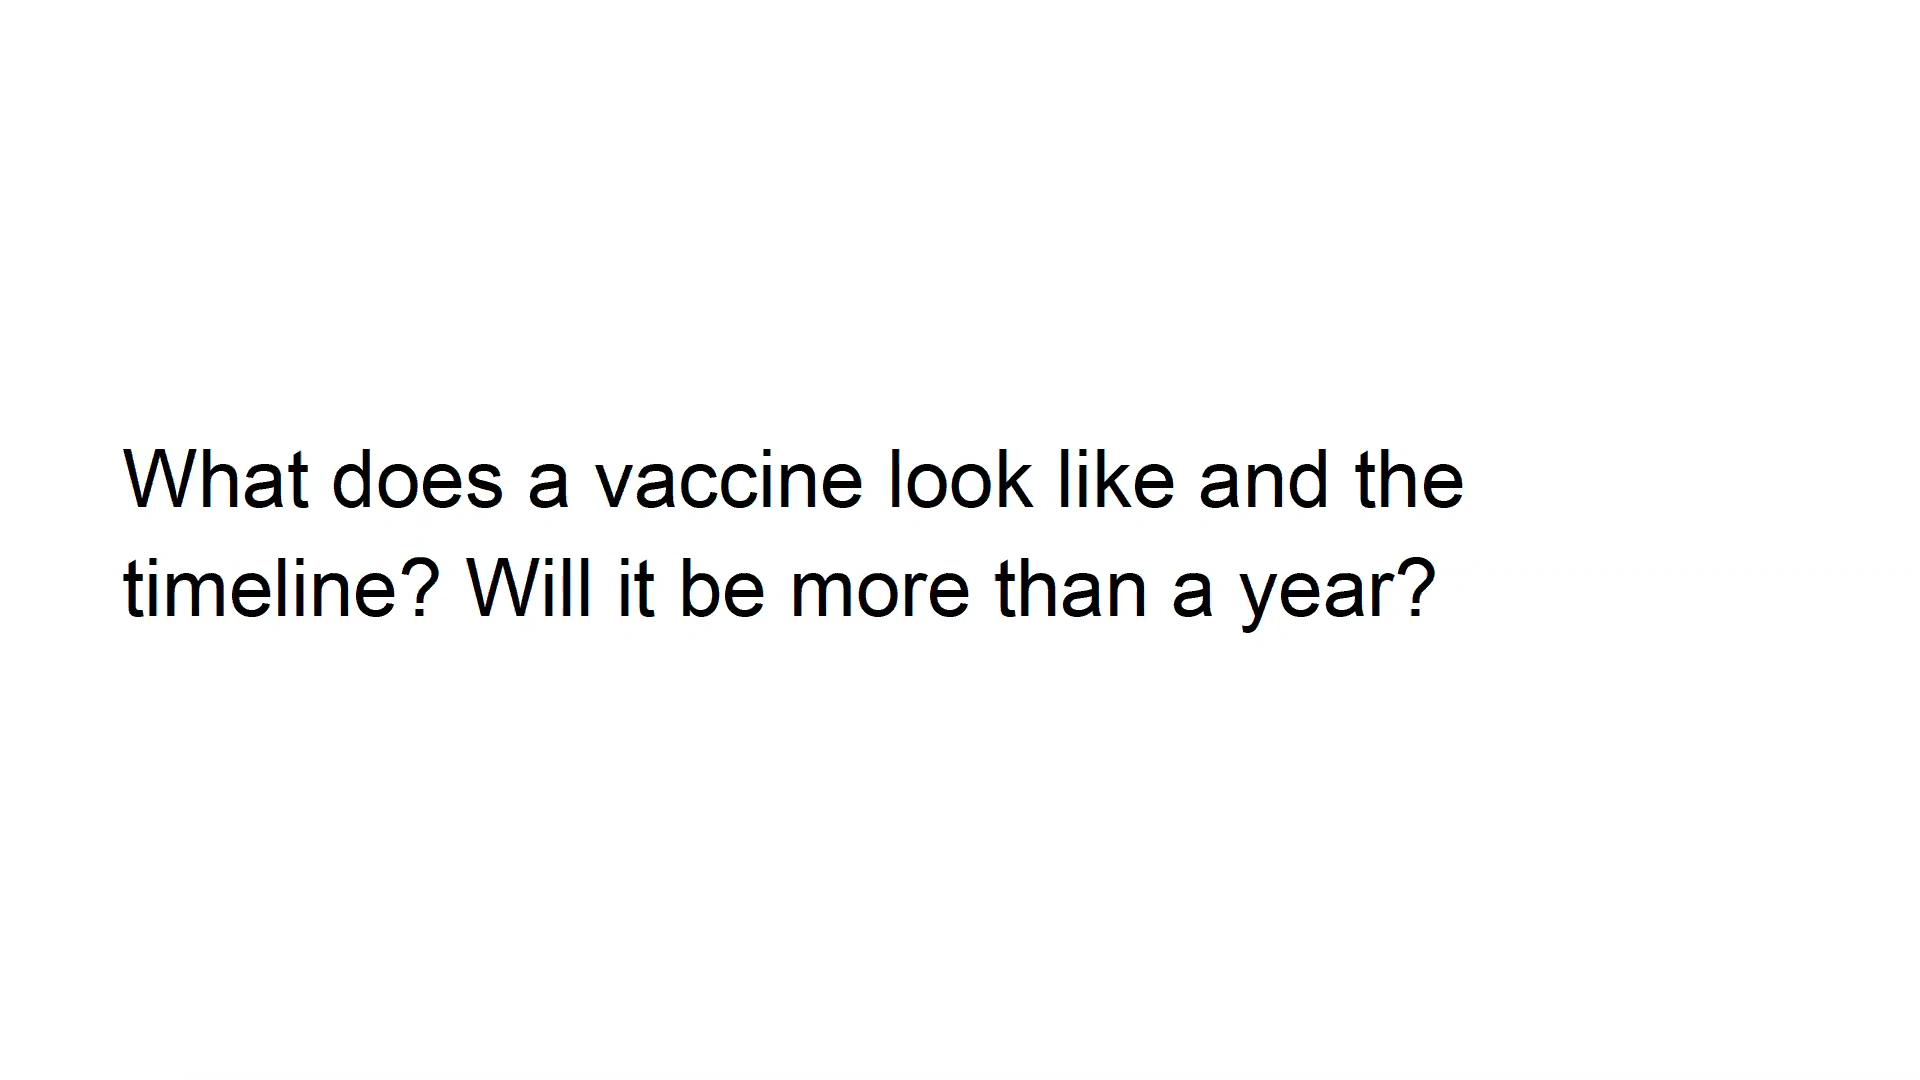 What does a vaccine look like and the
timeline? Will it be more than a year?